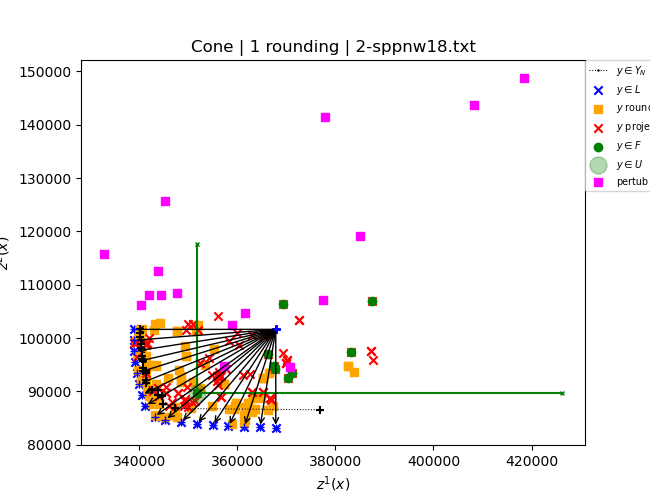 Cone | 1 rounding | 2-sppnw18.txt
150000
140000
130000
120000
110000
100000
90000
80000
340000 360000 380000 400000 420000
z¹(x)
z²(x)
y ∈ Y_N
y ∈ L
y roun
y proje
y ∈ F
y ∈ U
pertub